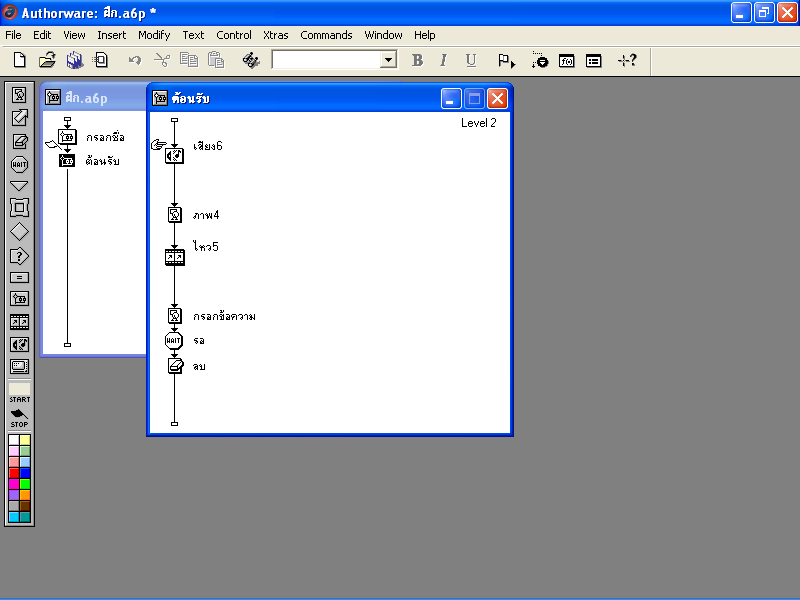 Authorware: ฝึก.a6p *
File Edit View Insert Modify Text Control Xtras Commands Window Help
B I U
ฝึก.a6p
กรอกชื่อ
ต้อนรับ
ต้อนรับ
Level 2
เสียง6
ภาพ4
ไหว5
กรอกข้อความ
WAIT รอ
ลบ
WAIT
START
STOP